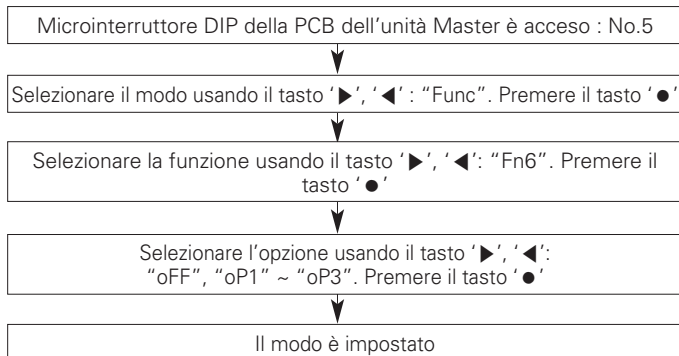 Microinterruttore DIP della PCB dell'unità Master è acceso : No.5
Selezionare il modo usando il tasto ‘▶’, ‘◀’ : “Func”. Premere il tasto ‘●’
Selezionare la funzione usando il tasto ‘▶’, ‘◀’: “Fn6”. Premere il
tasto ‘●’
Selezionare l'opzione usando il tasto ‘▶’, ‘◀’:
“oFF”, “oP1” ~ “oP3”. Premere il tasto ‘●’
Il modo è impostato